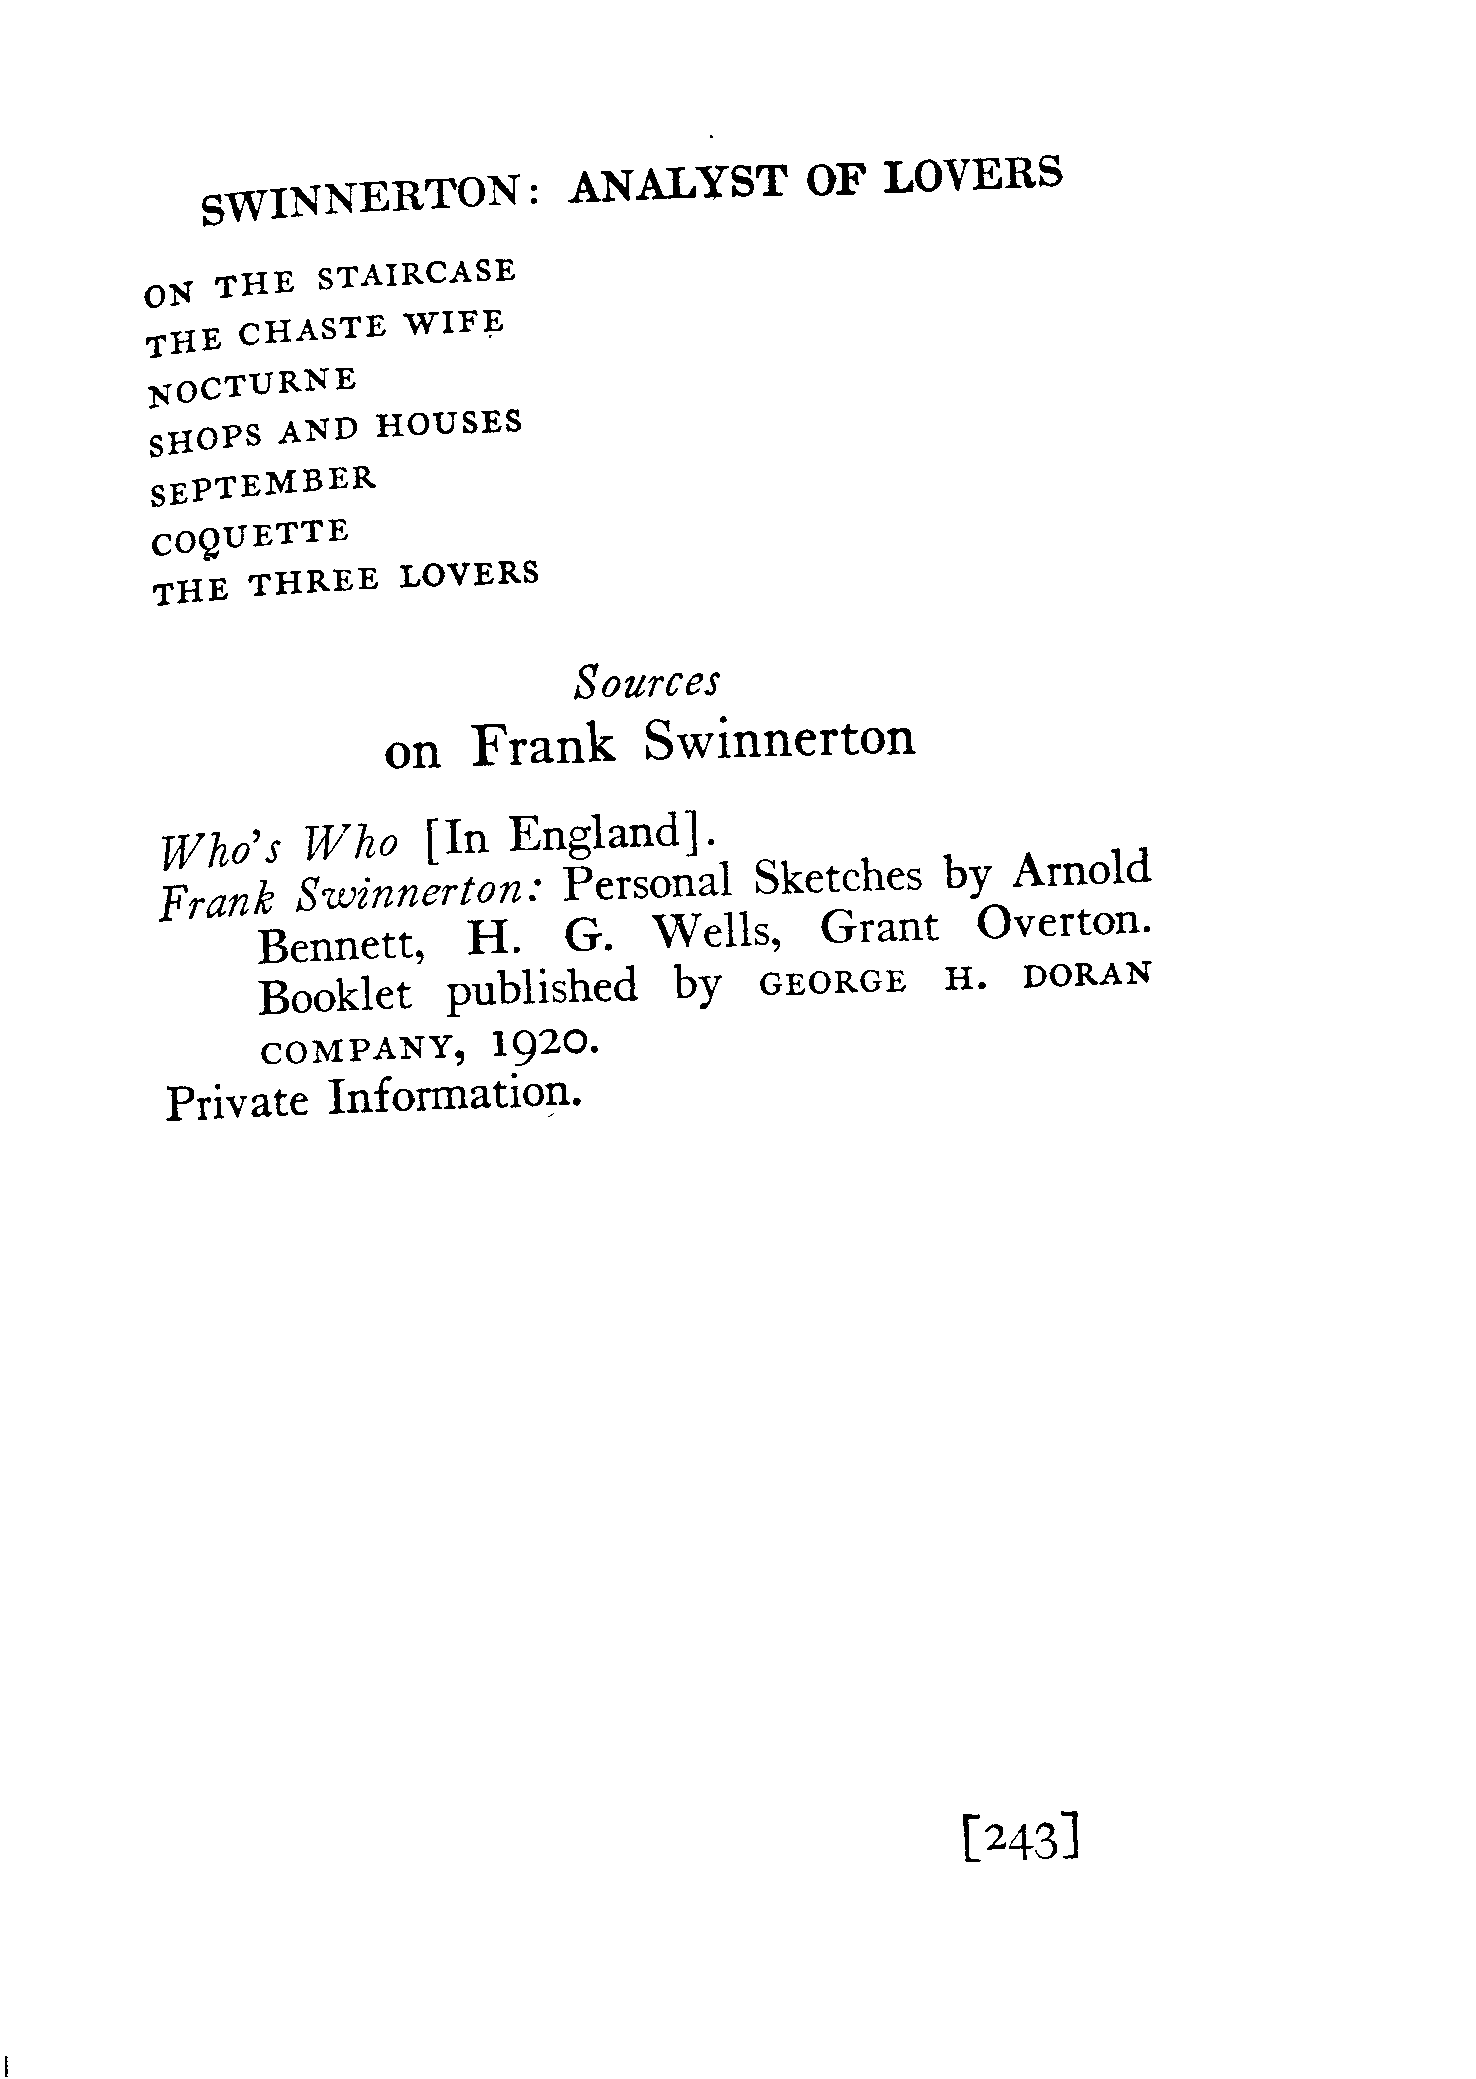 SWINNERTON: ANALYST OF LOVERS
ON THE STAIRCASE
THE CHASTE WIFE
NOCTURNE
SHOPS AND HOUSES
SEPTEMBER
COQUETTE
THE THREE LOVERS
Sources
on Frank Swinnerton
Who's Who [In England].
Frank Swinnerton: Personal Sketches by Arnold
Bennett, H. G. Wells, Grant Overton.
Booklet published by GEORGE H. DORAN
COMPANY, 1920.
Private Information.
[243]